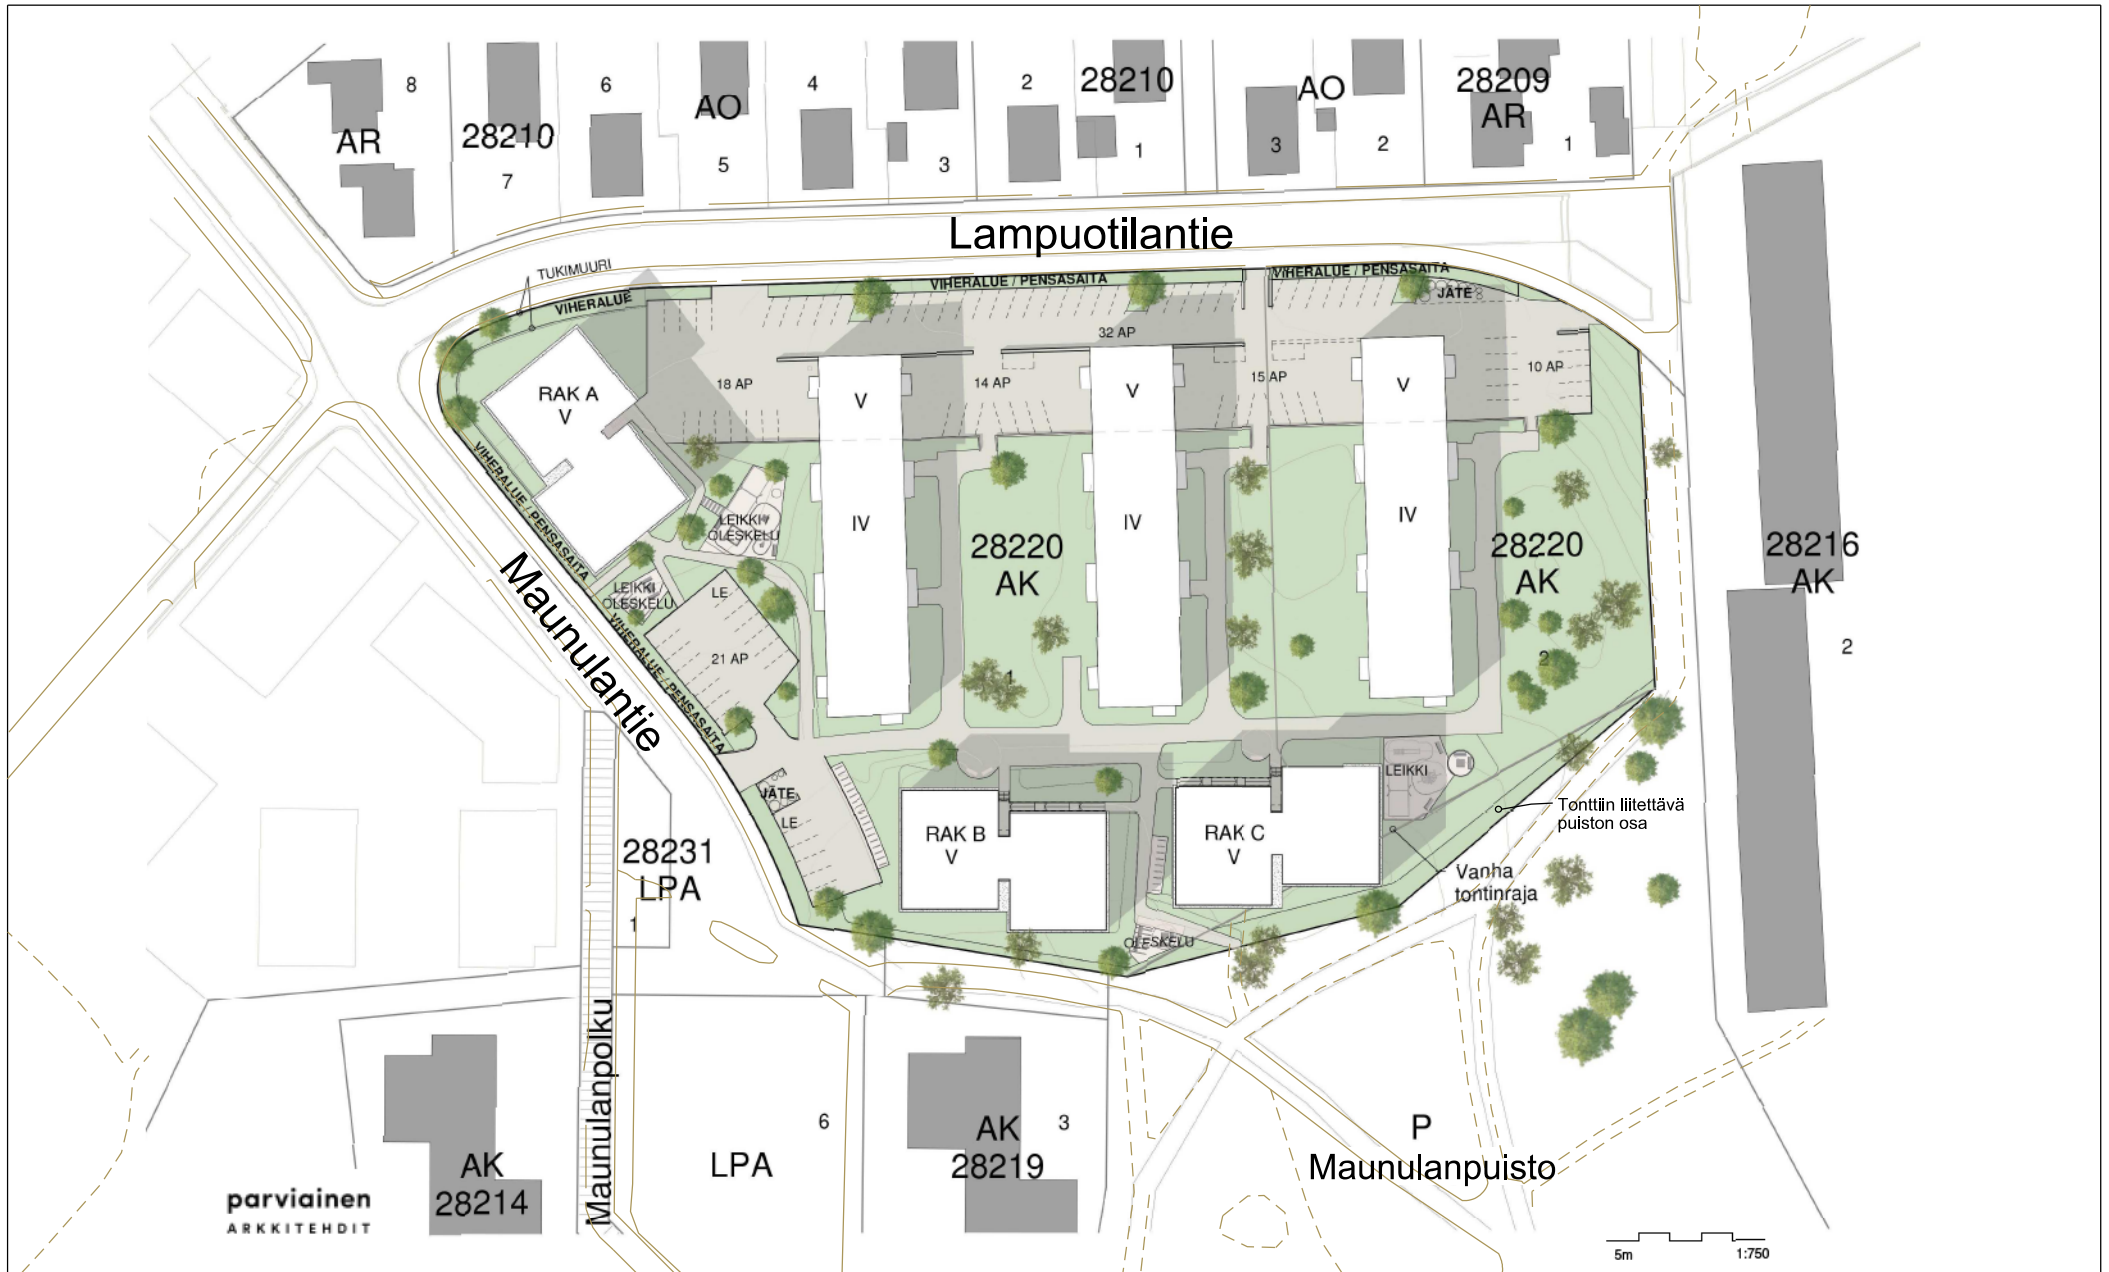 8
6
4
2
28210
AO
28209
AR
AO
AR
28210
7
5
3
1
3
2
1
Lampuotilantie
TUKIMUURI
VIHERALUE
VIHERALUE / PENSASAITA
VIHERALUE / PENSASAITA
JÄTE
32 AP
18 AP
14 AP
15 AP
10 AP
RAK A
V
V
V
V
VIHERALUE / PENSASAITA
LEIKKI/
OLESKELU
IV
IV
IV
28220
AK
28220
AK
28216
AK
2
Maunulantie
LEIKKI
OLESKELU
LE
VIHERALUE / PENSASAITA
21 AP
1
2
JÄTE
LE
LEIKKI
Tonttiin liitettävä
puiston osa
RAK B
V
RAK C
V
Vanha
tontinraja
28231
LPA
1
OLESKELU
Maunulanpolku
6
LPA
AK
28219
3
AK
28214
P
Maunulanpuisto
parviainen
ARKKITEHDIT
5m
1:750